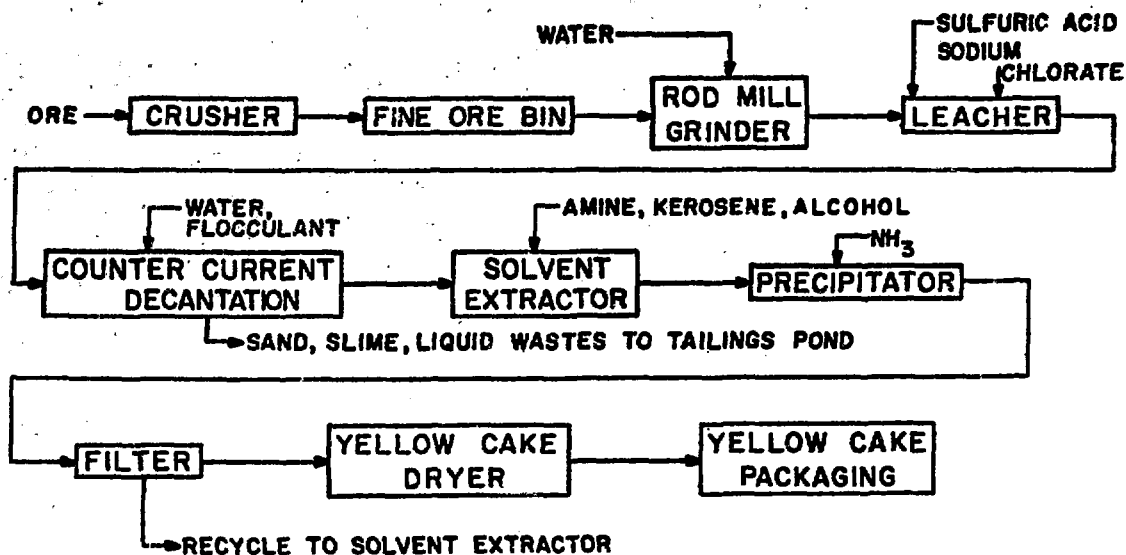 WATER
SULFURIC ACID
SODIUM
CHLORATE
ORE
CRUSHER
FINE ORE BIN
ROD MILL
GRINDER
LEACHER
WATER,
FLOCCULANT
AMINE, KEROSENE, ALCOHOL
NH3
COUNTER CURRENT
DECANTATION
SOLVENT
EXTRACTOR
PRECIPITATOR
SAND, SLIME, LIQUID WASTES TO TAILINGS POND
FILTER
YELLOW CAKE
DRYER
YELLOW CAKE
PACKAGING
RECYCLE TO SOLVENT EXTRACTOR